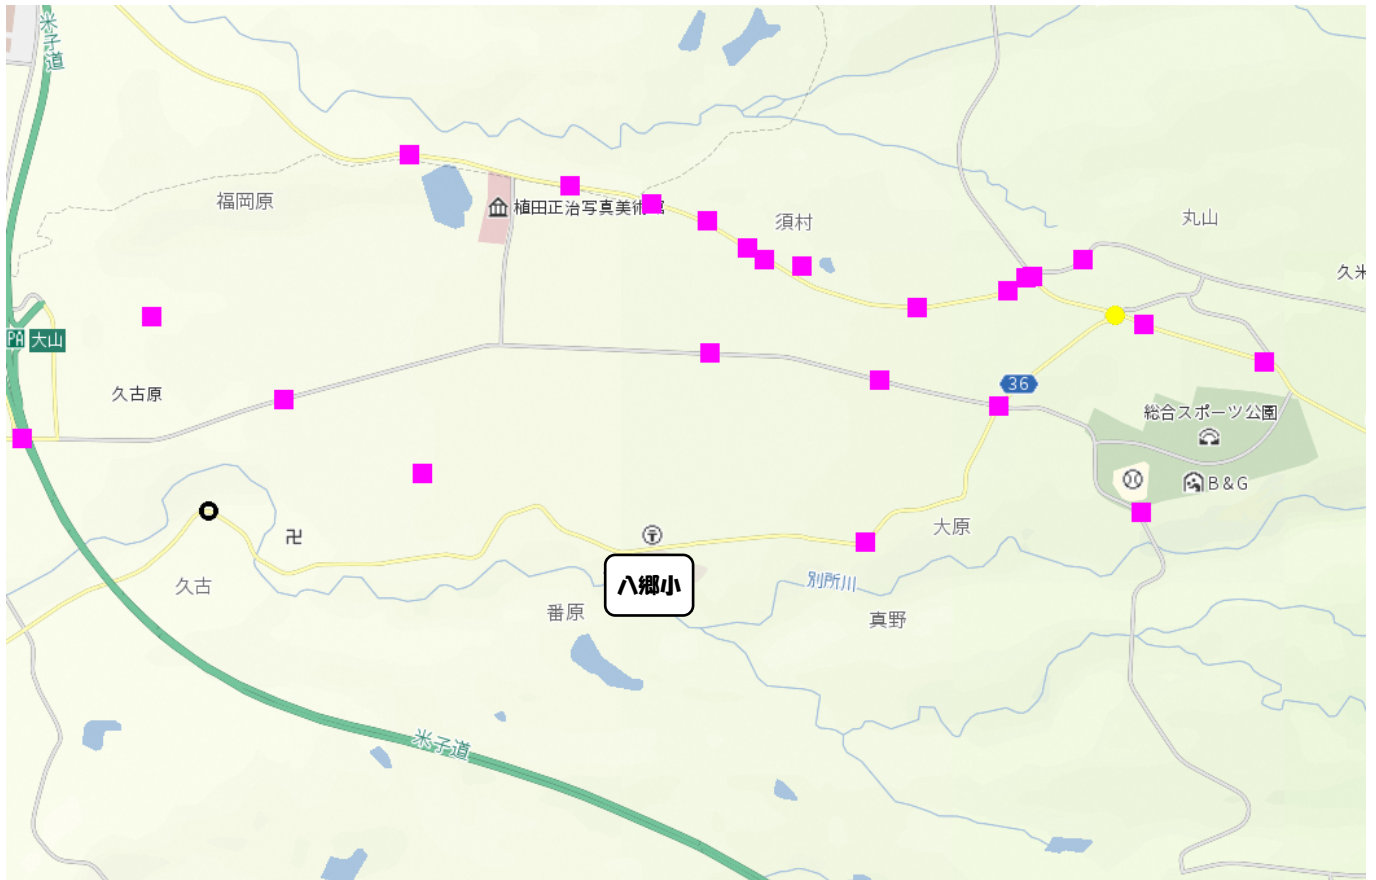 米子道
福岡原
植田正治写真美術館
須村
丸山
久米
PA 大山
久古原
36
総合スポーツ公園
B&G
卍
〒
大原
久古
八郷小
別所川
番原
真野
米子道